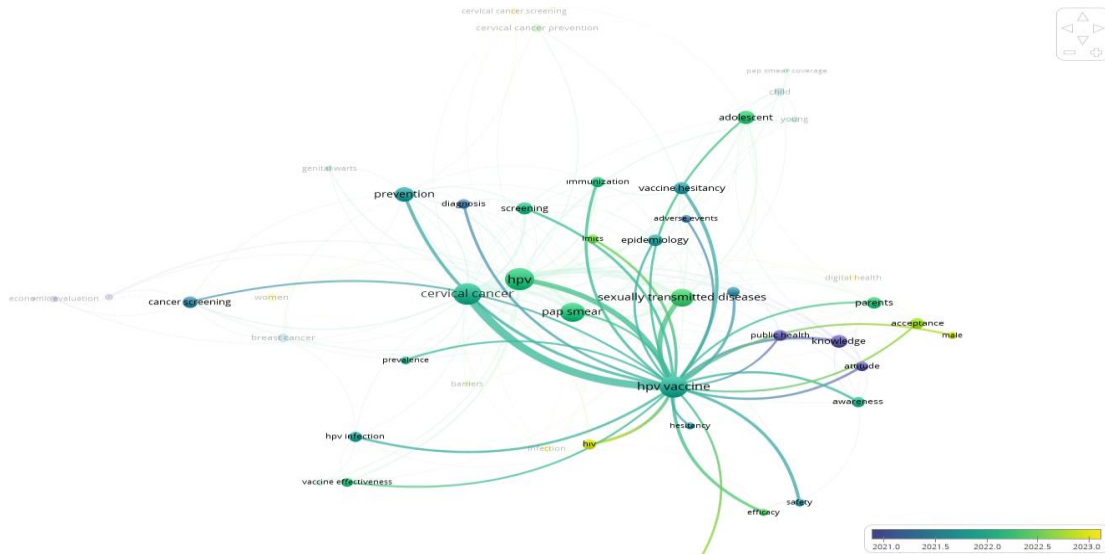 cervical cancer screening
cervical cancer prevention
pap smear coverage
child
adolescent
young
genital warts
immunization
vaccine hesitancy
prevention
diagnosis
screening
adverse events
lmics
epidemiology
hpv
digital health
cervical cancer
sexually transmitted diseases
economic evaluation
cancer screening
women
parents
pap smear
acceptance
breast cancer
public health
male
knowledge
prevalence
attitude
barriers
hpv vaccine
awareness
hesitancy
hpv infection
hiv
infection
vaccine effectiveness
safety
efficacy
2021.0 2021.5 2022.0 2022.5 2023.0